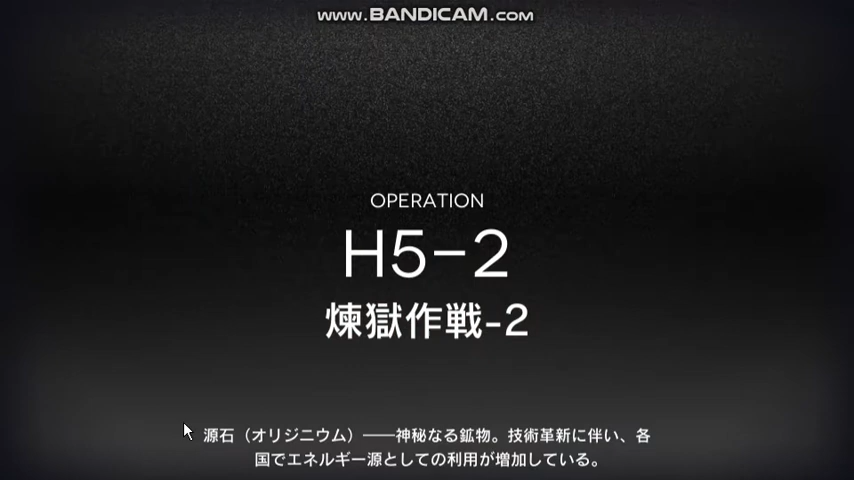 www.BANDICAM.com
OPERATION
H5-2
煉獄作戦-2
源石（オリジニウム）――神秘なる鉱物。技術革新に伴い、各
国でエネルギー源としての利用が増加している。